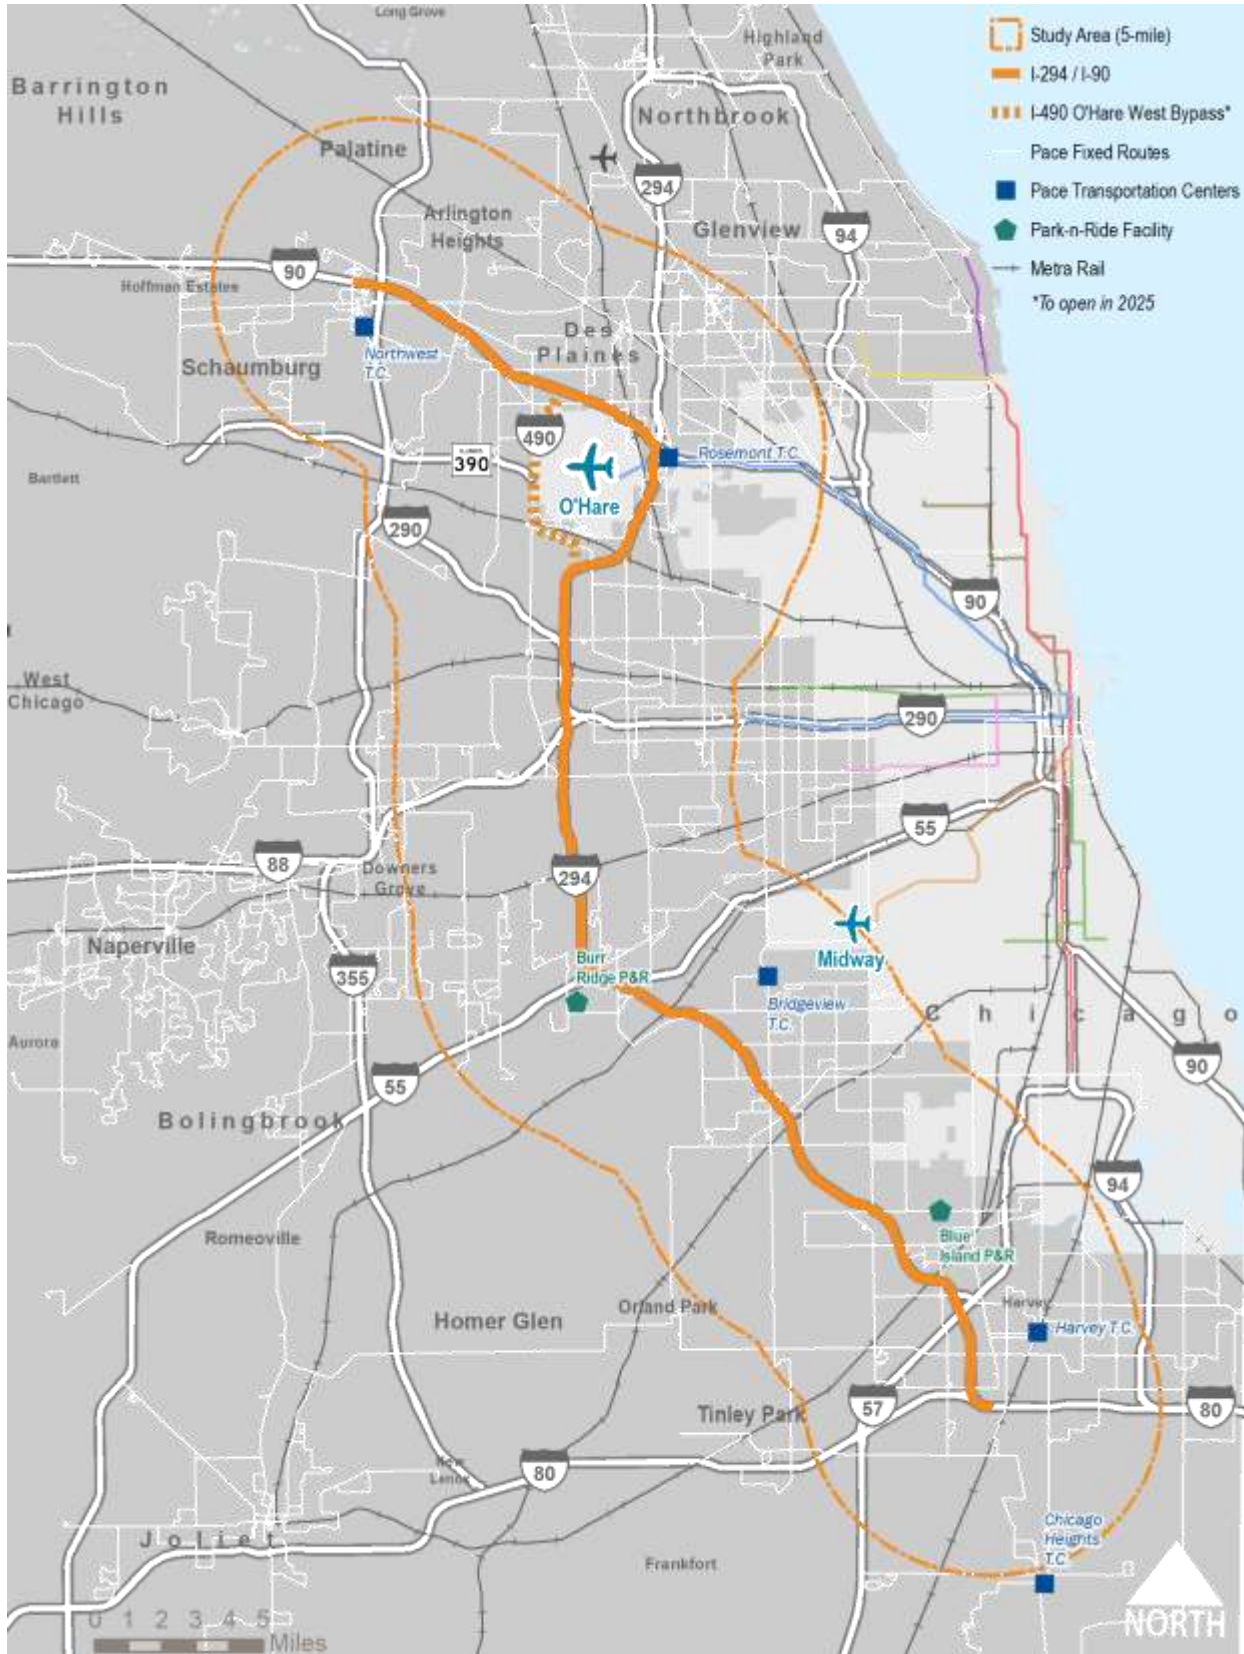 Long Grove
Highland
Park
Barrington
Hills
Northbrook
Palatine
294
Arlington
Heights
Glenview
94
90
Hoffman Estates
Des
Plaines
Northwest
T.C.
Schaumburg
490
ILLINOIS
390
Rosemont T.C.
O'Hare
Bartlett
290
90
West
Chicago
290
55
88
Downers
Grove
294
Naperville
Midway
Burr
Ridge P&R
355
Bridgeview
T.C.
Chicago
Aurora
55
90
Bolingbrook
94
Romeoville
Blue
Island P&R
Homer Glen
Orland Park
Harvey
Harvey T.C.
Tinley Park
57
80
New
Lenox
80
Joliet
Chicago
Heights
T.C.
Frankfort
0 1 2 3 4 5
Miles
NORTH
Study Area (5-mile)
I-294 / I-90
I-490 O'Hare West Bypass*
Pace Fixed Routes
Pace Transportation Centers
Park-n-Ride Facility
Metra Rail
*To open in 2025